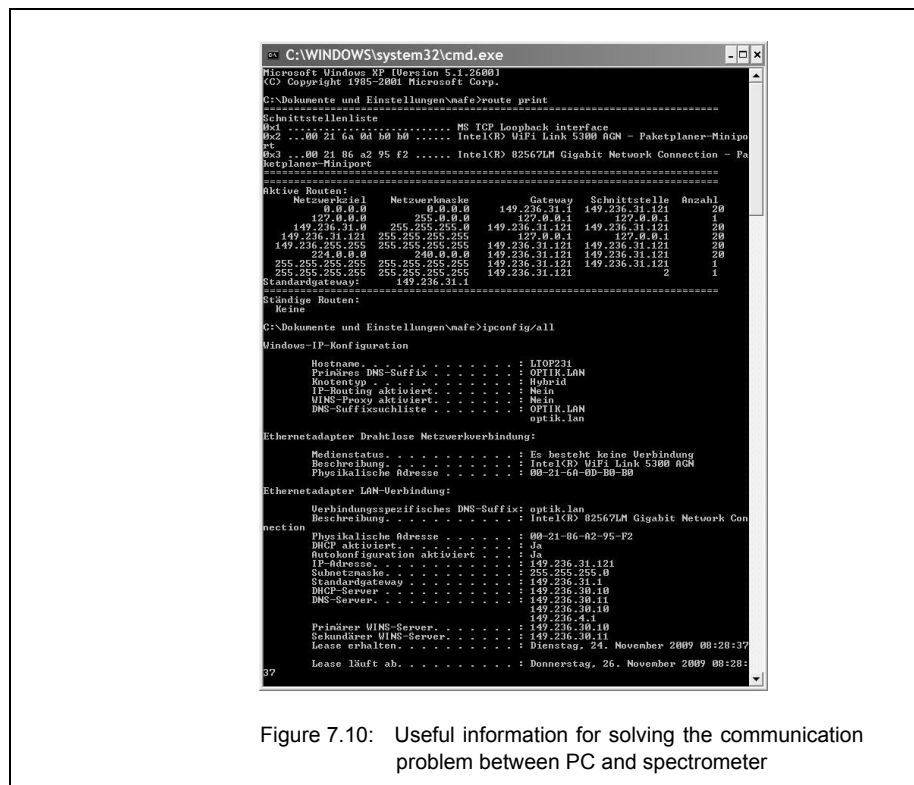 C:\WINDOWS\system32\cmd.exe
Microsoft Windows XP [Version 5.1.2600]
(C) Copyright 1985-2001 Microsoft Corp.
C:\Dokumente und Einstellungen\mafe>route print
===========================================================================
Schnittstellenliste
0x1 ........................... MS TCP Loopback interface
0x2 ...00 21 6a 0d b0 b0 ...... Intel(R) WiFi Link 5300 AGN - Paketplaner-Minipo
rt
0x3 ...00 21 86 a2 95 f2 ...... Intel(R) 82567LM Gigabit Network Connection - Pa
ketplaner-Miniport
===========================================================================
===========================================================================
Aktive Routen:
Netzwerkziel Netzwerkmaske Gateway Schnittstelle Anzahl
0.0.0.0 0.0.0.0 149.236.31.1 149.236.31.121 20
127.0.0.0 255.0.0.0 127.0.0.1 127.0.0.1 1
149.236.31.0 255.255.255.0 149.236.31.121 149.236.31.121 20
149.236.31.121 255.255.255.255 127.0.0.1 127.0.0.1 20
149.236.255.255 255.255.255.255 149.236.31.121 149.236.31.121 20
224.0.0.0 240.0.0.0 149.236.31.121 149.236.31.121 20
255.255.255.255 255.255.255.255 149.236.31.121 149.236.31.121 1
255.255.255.255 255.255.255.255 149.236.31.121 2 1
Standardgateway: 149.236.31.1
===========================================================================
Ständige Routen:
Keine
C:\Dokumente und Einstellungen\mafe>ipconfig/all
Windows-IP-Konfiguration
Hostname. . . . . . . . . . . . . : LTOP231
Primäres DNS-Suffix . . . . . . . : OPTIK.LAN
Knotentyp . . . . . . . . . . . . : Hybrid
IP-Routing aktiviert. . . . . . . : Nein
WINS-Proxy aktiviert. . . . . . . : Nein
DNS-Suffixsuchliste . . . . . . . : OPTIK.LAN
optik.lan
Ethernetadapter Drahtlose Netzwerkverbindung:
Medienstatus. . . . . . . . . . . : Es besteht keine Verbindung
Beschreibung. . . . . . . . . . . : Intel(R) WiFi Link 5300 AGN
Physikalische Adresse . . . . . . : 00-21-6A-0D-B0-B0
Ethernetadapter LAN-Verbindung:
Verbindungsspezifisches DNS-Suffix: optik.lan
Beschreibung. . . . . . . . . . . : Intel(R) 82567LM Gigabit Network Con
nection
Physikalische Adresse . . . . . . : 00-21-86-A2-95-F2
DHCP aktiviert. . . . . . . . . . : Ja
Autokonfiguration aktiviert . . . : Ja
IP-Adresse. . . . . . . . . . . . : 149.236.31.121
Subnetzmaske. . . . . . . . . . . : 255.255.255.0
Standardgateway . . . . . . . . . : 149.236.31.1
DHCP-Server . . . . . . . . . . . : 149.236.30.10
DNS-Server. . . . . . . . . . . . : 149.236.30.11
149.236.30.10
149.236.4.1
Primärer WINS-Server. . . . . . . : 149.236.30.10
Sekundärer WINS-Server. . . . . . : 149.236.30.11
Lease erhalten. . . . . . . . . . : Dienstag, 24. November 2009 08:28:37
Lease läuft ab. . . . . . . . . . : Donnerstag, 26. November 2009 08:28:
37
Figure 7.10: Useful information for solving the communication
problem between PC and spectrometer